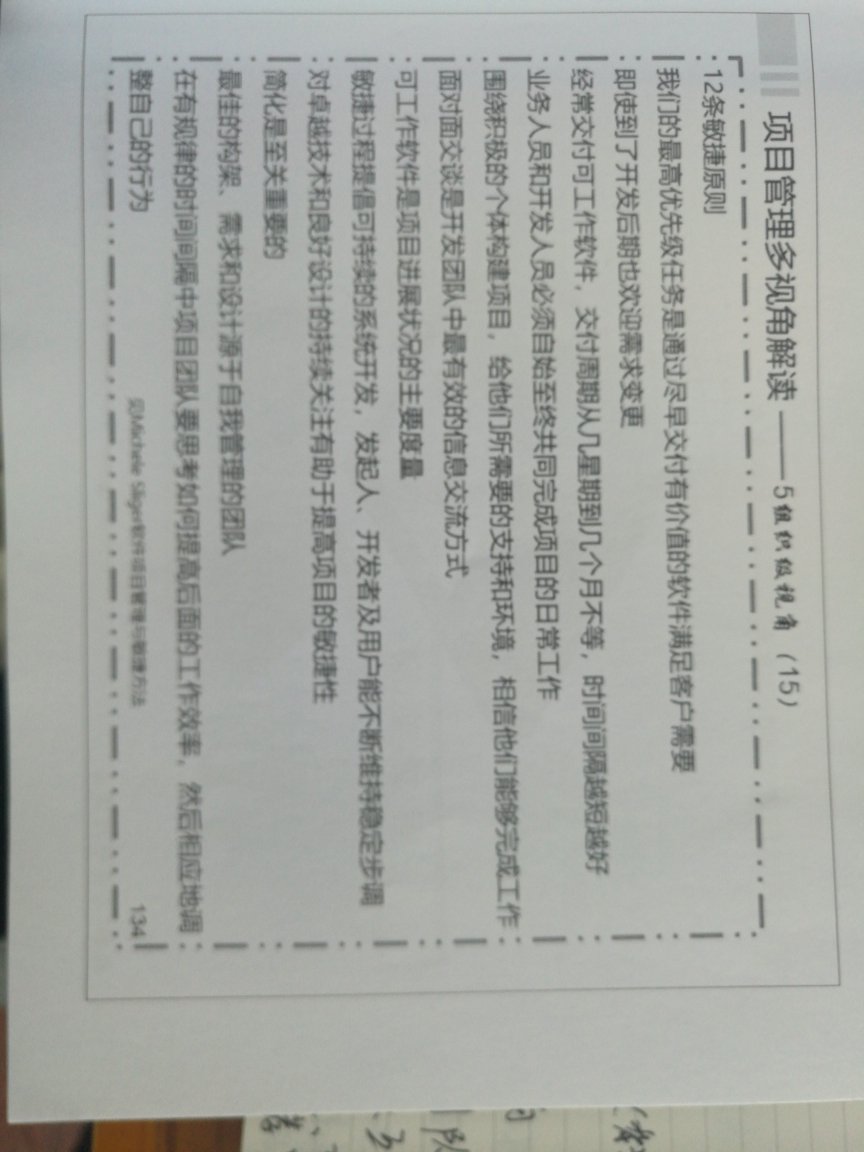 项目管理多视角解读——5组织级视角（15）
12条敏捷原则
我们的最高优先级任务是通过尽早交付有价值的软件满足客户需要
即使到了开发后期也欢迎需求变更
经常交付可工作软件，交付周期从几星期到几个月不等，时间间隔越短越好
业务人员和开发人员必须自始至终共同完成项目的日常工作
围绕积极的个体构建项目，给他们所需要的支持和环境，相信他们能够完成工作
面对面交谈是开发团队中最有效的信息交流方式
可工作软件是项目进展状况的主要度量
敏捷过程提倡可持续的系统开发，发起人、开发者及用户能不断维持稳定步调
对卓越技术和良好设计的持续关注有助于提高项目的敏捷性
简化是至关重要的
最佳的构架、需求和设计源于自我管理的团队
在有规律的时间间隔中项目团队要思考如何提高后面的工作效率，然后相应地调
整自己的行为
见Michele Sliger软件项目管理与敏捷方法
134